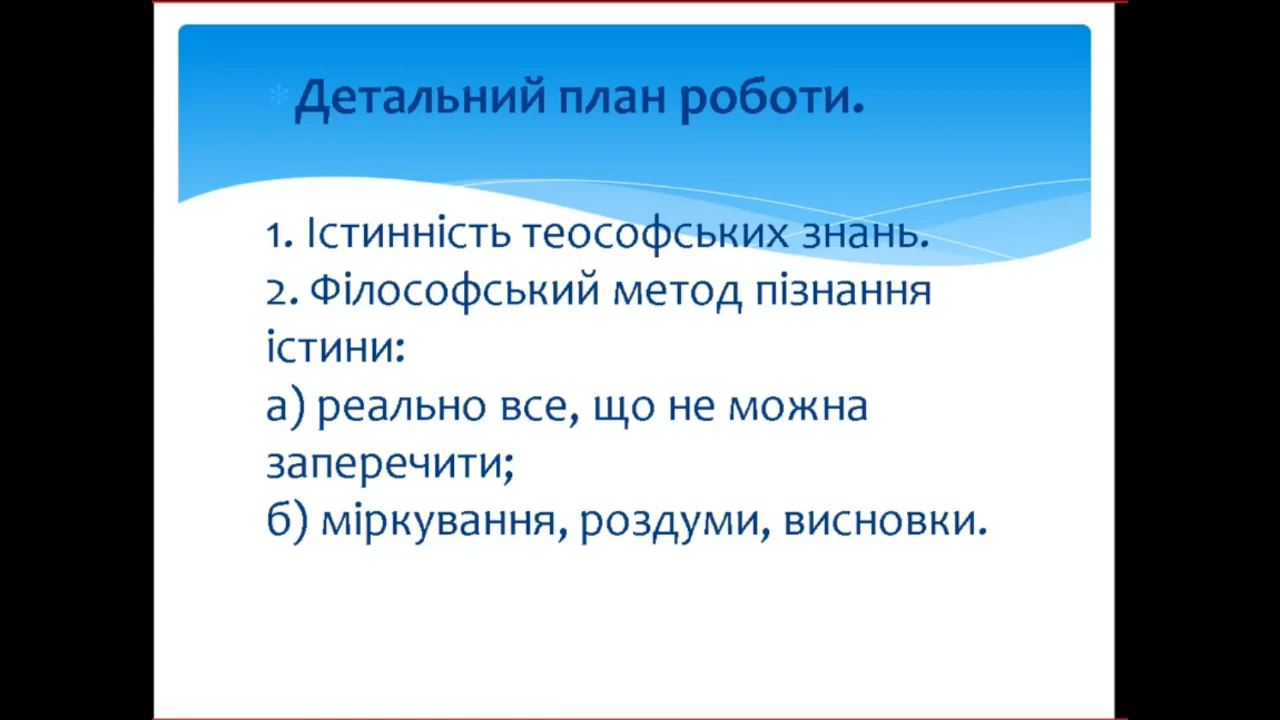 * Детальний план роботи.
1. Істинність теософських знань.
2. Філософський метод пізнання
істини:
а) реально все, що не можна
заперечити;
б) міркування, роздуми, висновки.